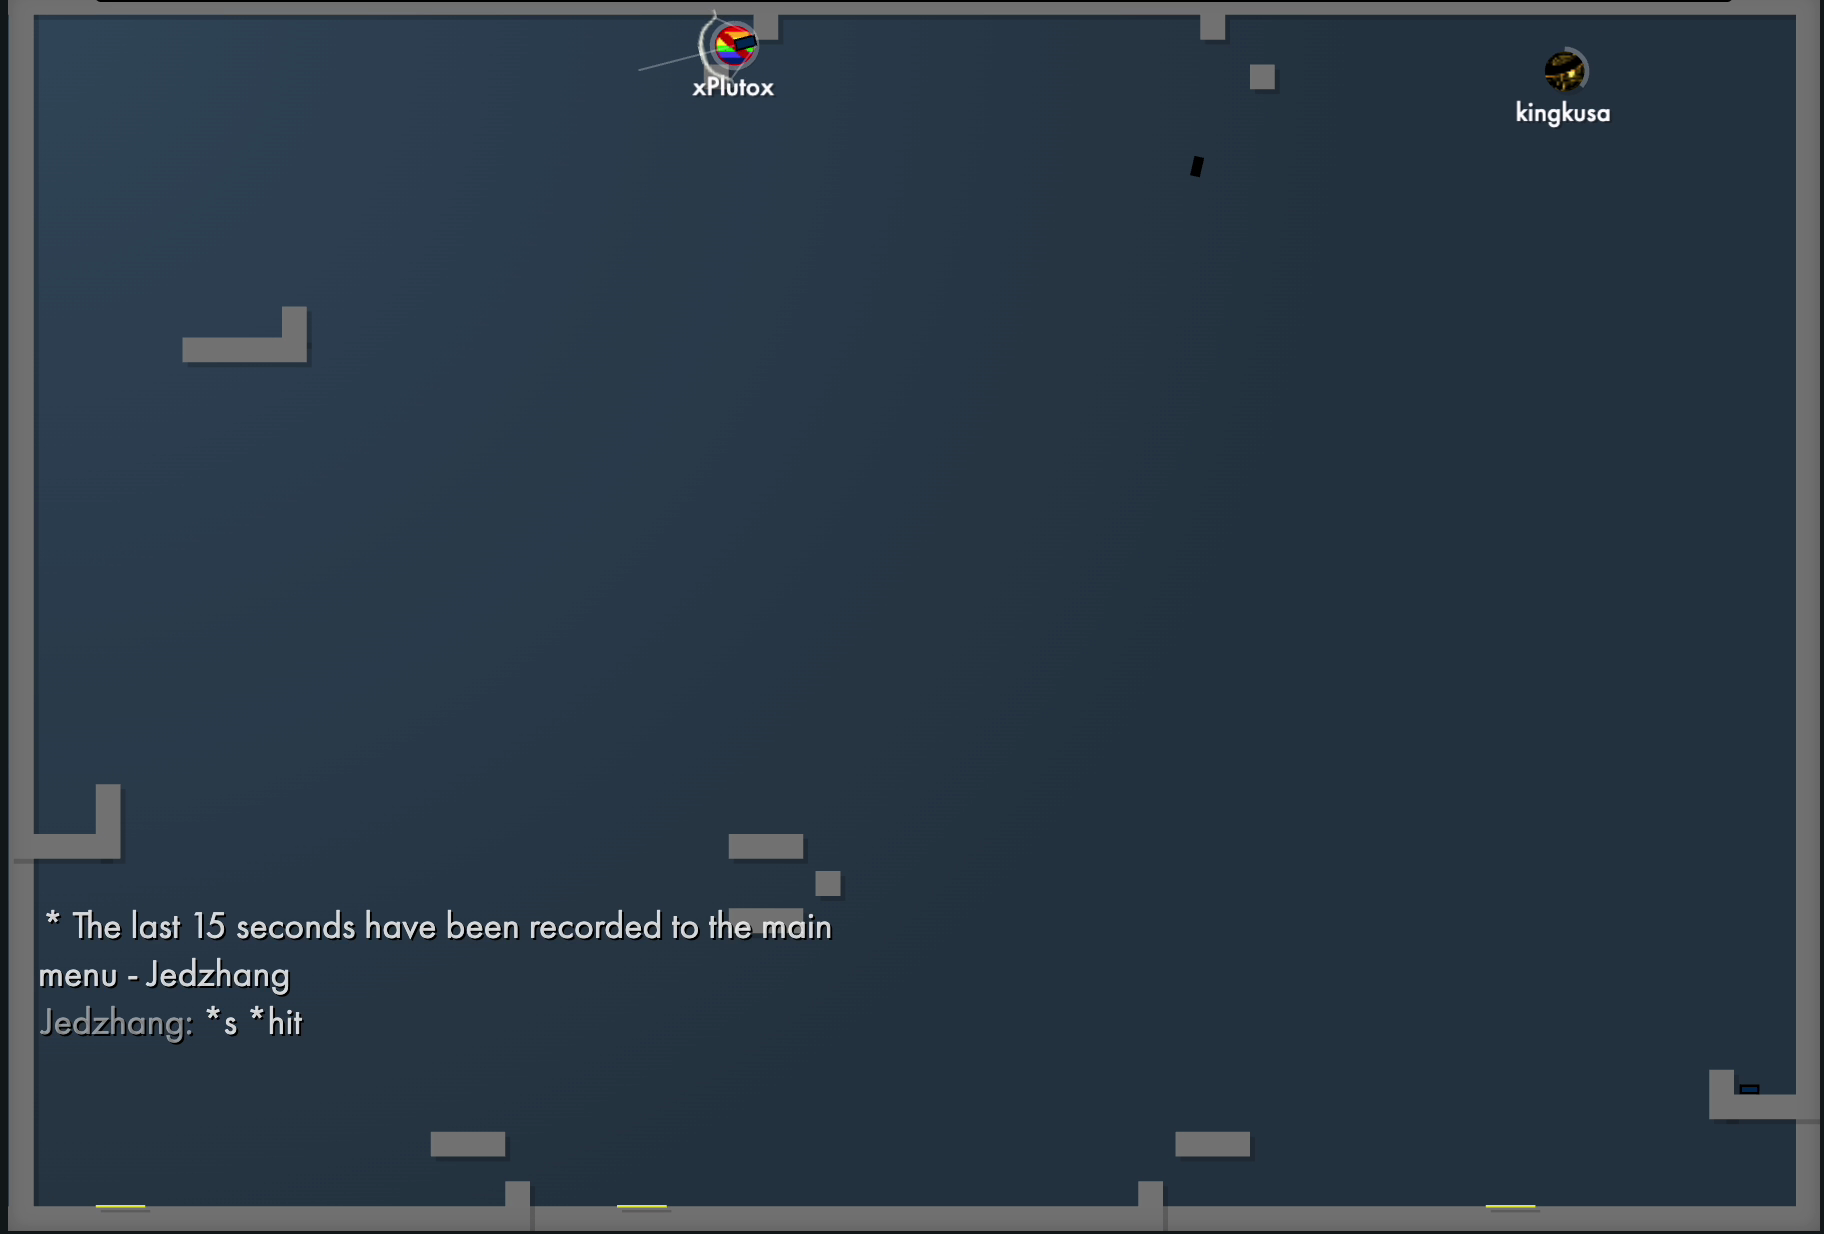 xPlutox
kingkusa
* The last 15 seconds have been recorded to the main
menu - Jedzhang
Jedzhang: *s *hit